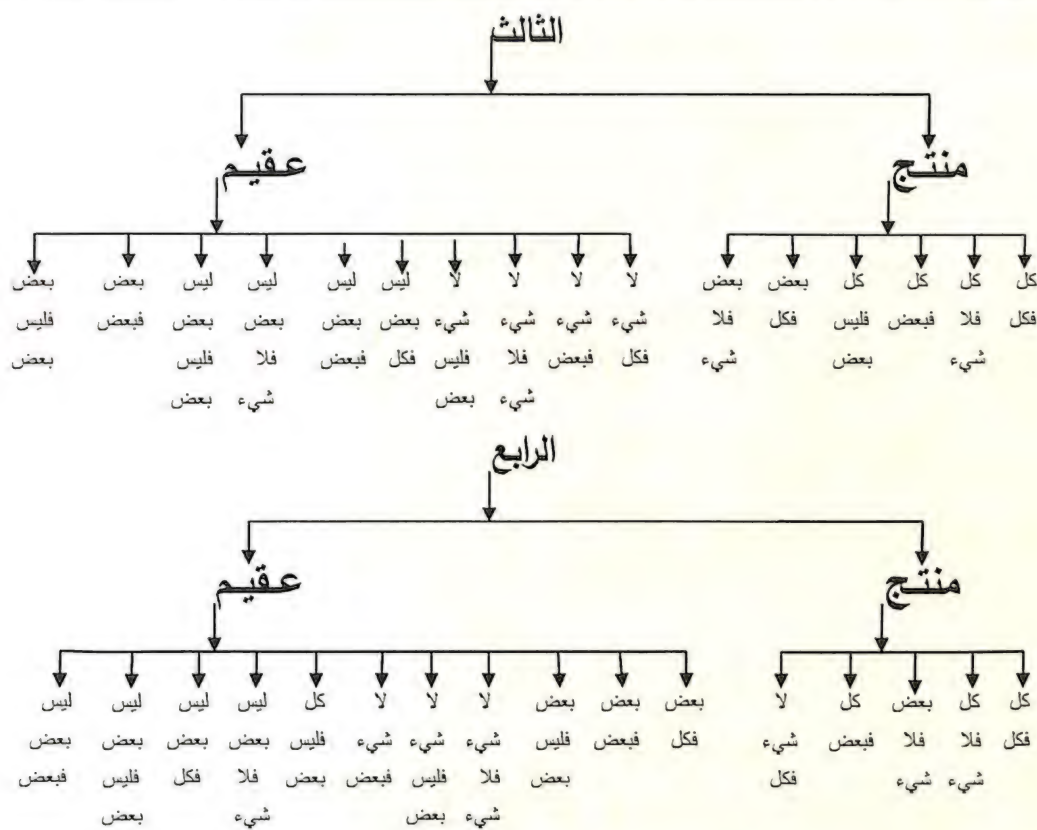 الثالث
منتج عقيم
كل كل كل كل بعض بعض لا لا لا لا ليس ليس ليس ليس بعض بعض
فكل فلا فبعض فليس فكل فلا شيء شيء شيء شيء بعض بعض بعض بعض فبعض فليس
شيء بعض شيء فكل فبعض فلا فليس فكل فبعض فلا فليس بعض
شيء بعض شيء بعض
الرابع
منتج عقيم
كل كل بعض كل لا بعض بعض بعض لا لا لا كل ليس ليس ليس ليس
فكل فلا فلا فبعض شيء فكل فبعض فليس شيء شيء شيء فليس بعض بعض بعض بعض
شيء شيء فكل بعض فلا فليس فبعض بعض فلا فكل فليس فبعض
شيء بعض شيء بعض